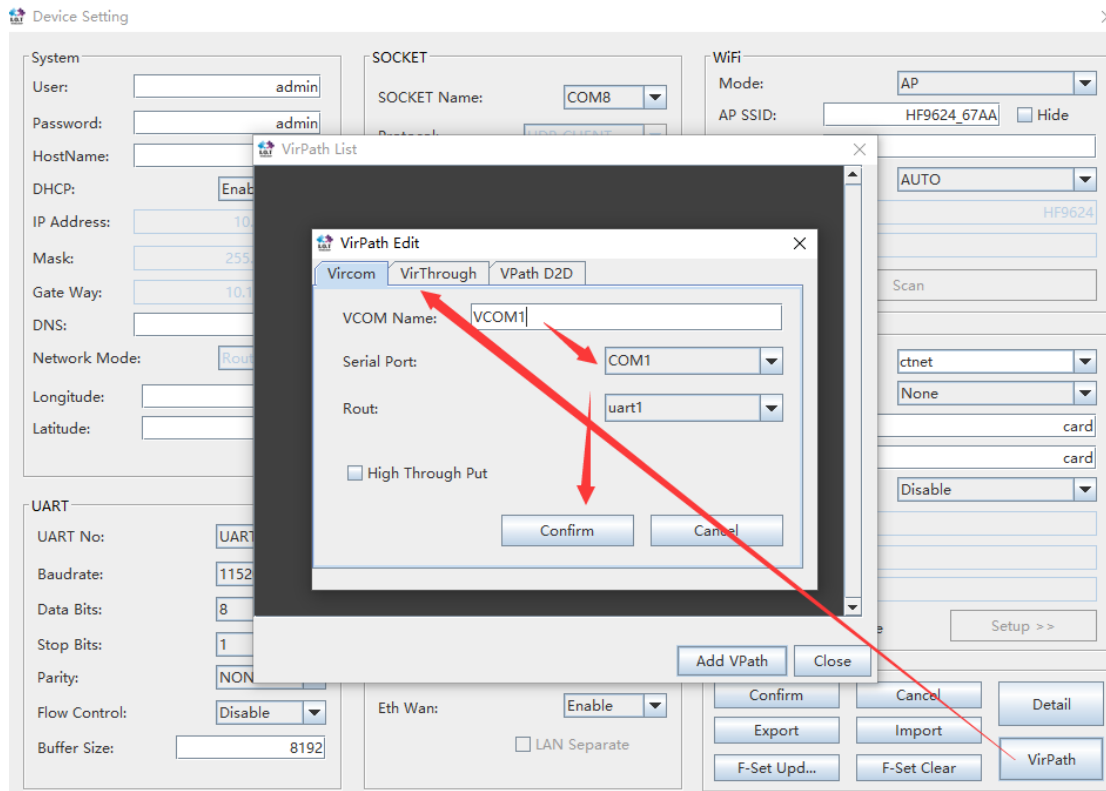 Device Setting
System
User: admin
Password: admin
HostName:
DHCP: Enab
IP Address: 10.
Mask: 255.
Gate Way: 10.1
DNS:
Network Mode: Rout
Longitude:
Latitude:
UART
UART No: UART
Baudrate: 1152
Data Bits: 8
Stop Bits: 1
Parity: NON
Flow Control: Disable
Buffer Size: 8192
SOCKET
SOCKET Name: COM8
Eth Wan: Enable
LAN Separate
WiFi
Mode: AP
AP SSID: HF9624_67AA Hide
AUTO
HF9624
Scan
ctnet
None
card
card
Disable
Setup >>
Confirm Cancel Detail
Export Import
F-Set Upd... F-Set Clear VirPath
VirPath List
Add VPath Close
VirPath Edit
Vircom VirThrough VPath D2D
VCOM Name: VCOM1
Serial Port: COM1
Rout: uart1
High Through Put
Confirm Cancel